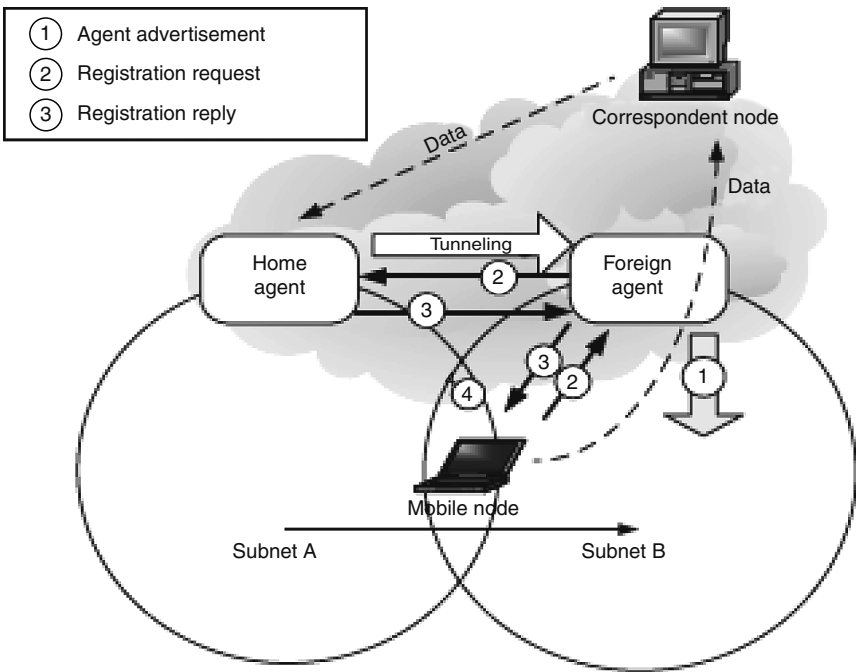 1 Agent advertisement
2 Registration request
3 Registration reply
Correspondent node
Data
Data
Tunneling
Home
agent
Foreign
agent
2
3
3
2
1
4
Mobile node
Subnet A
Subnet B